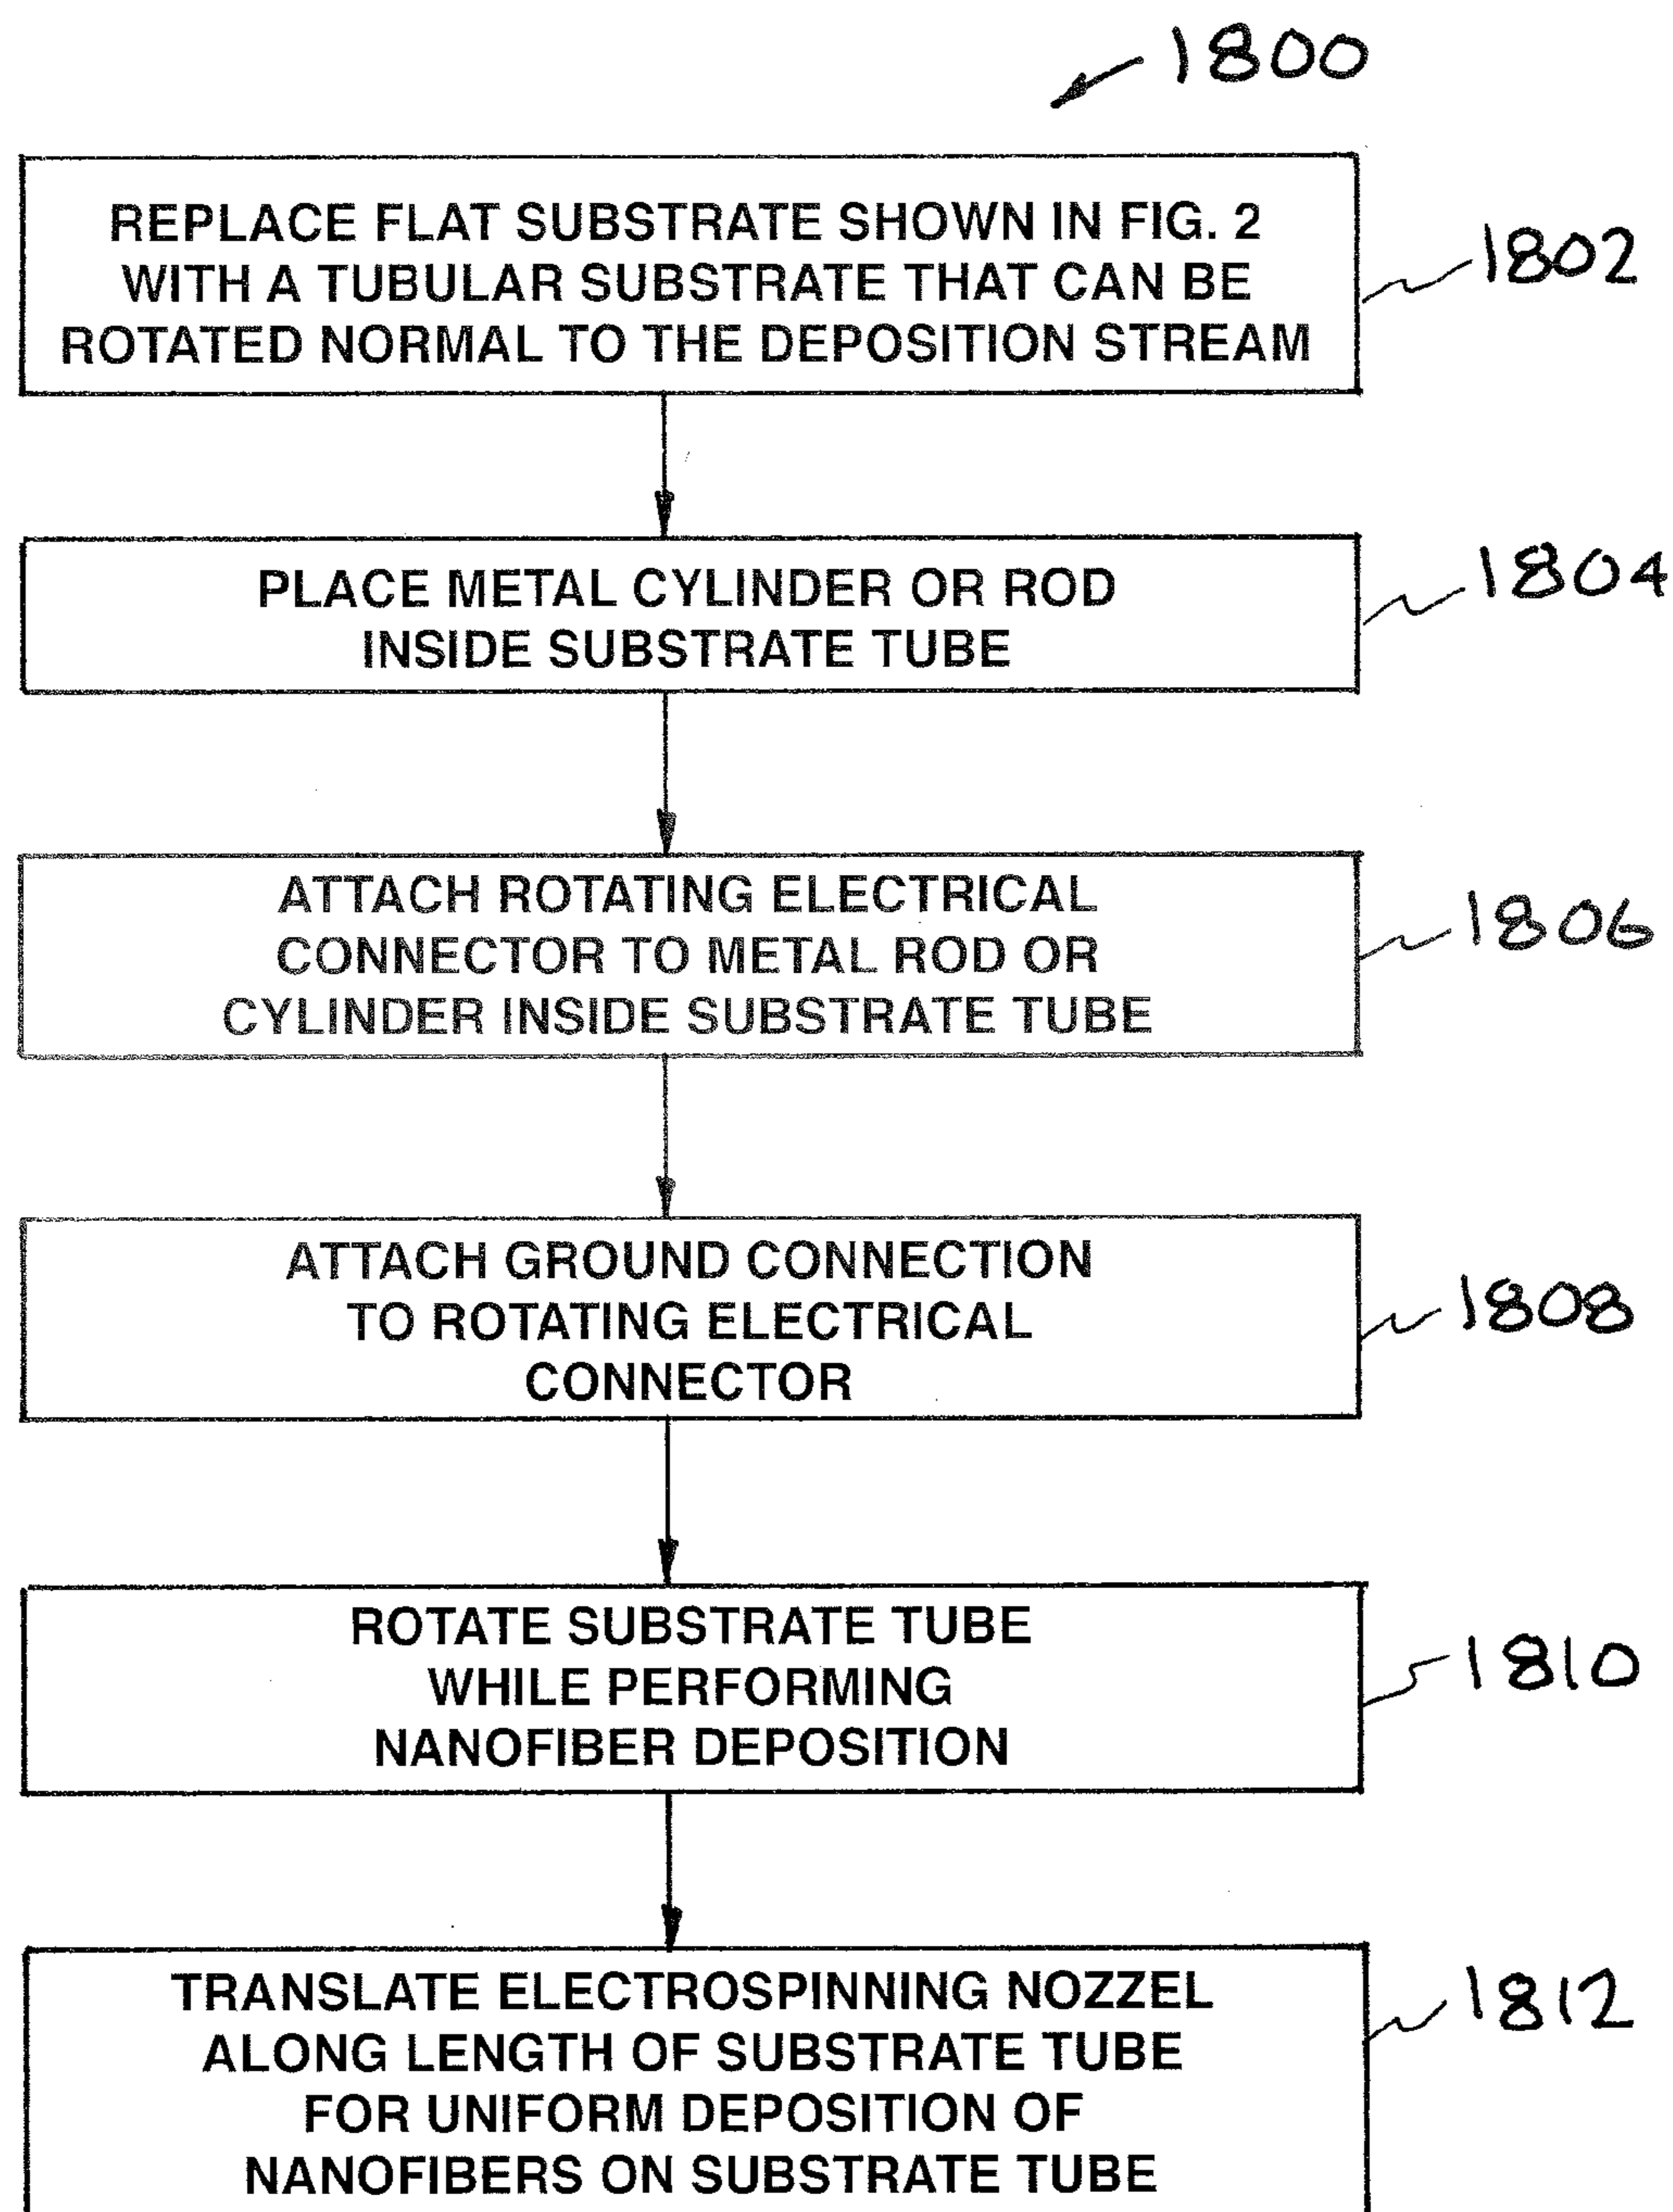 1800
REPLACE FLAT SUBSTRATE SHOWN IN FIG. 2
WITH A TUBULAR SUBSTRATE THAT CAN BE
ROTATED NORMAL TO THE DEPOSITION STREAM
1802
PLACE METAL CYLINDER OR ROD
INSIDE SUBSTRATE TUBE
1804
ATTACH ROTATING ELECTRICAL
CONNECTOR TO METAL ROD OR
CYLINDER INSIDE SUBSTRATE TUBE
1806
ATTACH GROUND CONNECTION
TO ROTATING ELECTRICAL
CONNECTOR
1808
ROTATE SUBSTRATE TUBE
WHILE PERFORMING
NANOFIBER DEPOSITION
1810
TRANSLATE ELECTROSPINNING NOZZEL
ALONG LENGTH OF SUBSTRATE TUBE
FOR UNIFORM DEPOSITION OF
NANOFIBERS ON SUBSTRATE TUBE
1812